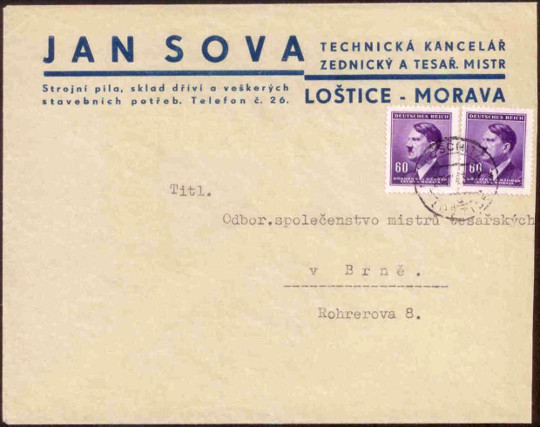 JAN SOVA
TECHNICKÁ KANCELÁŘ
ZEDNICKÝ A TESAŘ. MISTR
Strojní pila, sklad dříví a veškerých
stavebních potřeb. Telefon č. 26.
LOŠTICE - MORAVA
DEUTSCHES REICH
60
DEUTSCHES REICH
60
Titl.
Odbor.společenstvo mistrů tesařských
v Brně.
Rohrerova 8.